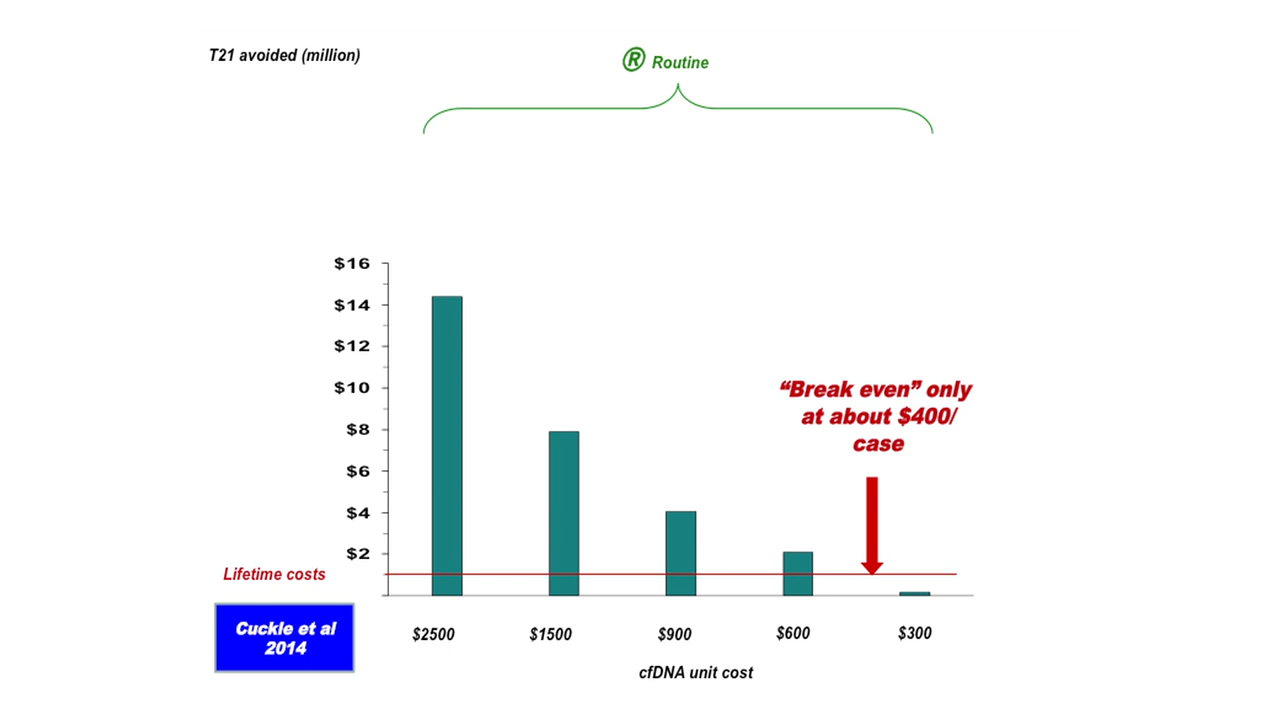 T21 avoided (million)
® Routine
$16
$14
$12
$10
$8
$6
$4
$2
“Break even” only
at about $400/
case
Lifetime costs
Cuckle et al
2014
$2500 $1500 $900 $600 $300
cfDNA unit cost